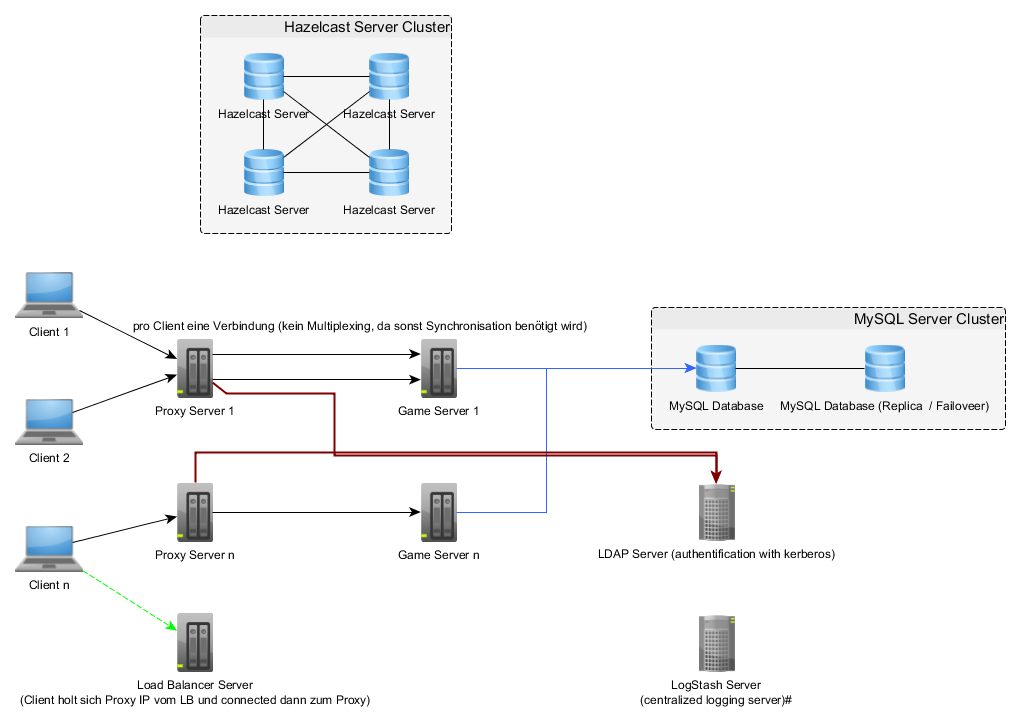 Hazelcast Server Cluster
Hazelcast Server
Hazelcast Server
Hazelcast Server
Hazelcast Server
Client 1
pro Client eine Verbindung (kein Multiplexing, da sonst Synchronisation benötigt wird)
MySQL Server Cluster
Proxy Server 1
Game Server 1
MySQL Database
MySQL Database (Replica / Failoveer)
Client 2
Proxy Server n
Game Server n
LDAP Server (authentification with kerberos)
Client n
Load Balancer Server
(Client holt sich Proxy IP vom LB und connected dann zum Proxy)
LogStash Server
(centralized logging server)#